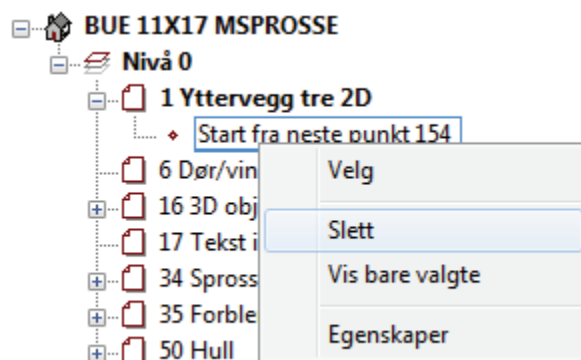 BUE 11X17 MSPROSSE
Nivå 0
1 Yttervegg tre 2D
Start fra neste punkt 154
6 Dør/vin
Velg
16 3D obj
17 Tekst i
Slett
34 Spross
Vis bare valgte
35 Forble
50 Hull
Egenskaper